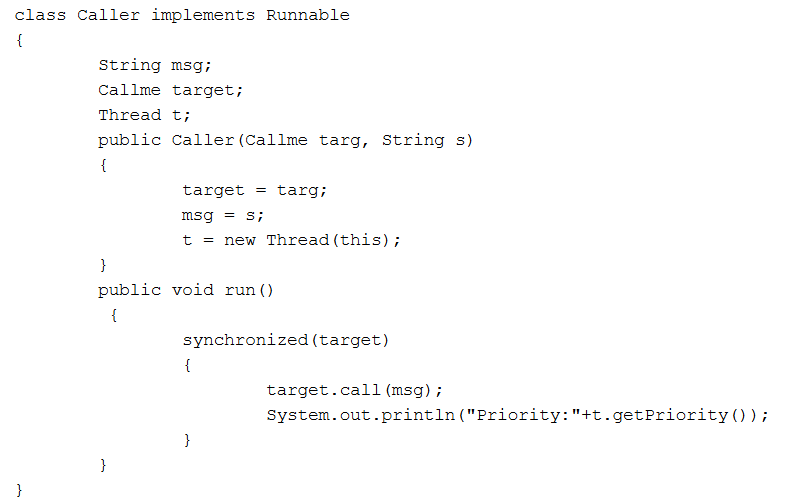 class Caller implements Runnable
{
String msg;
Callme target;
Thread t;
public Caller(Callme targ, String s)
{
target = targ;
msg = s;
t = new Thread(this);
}
public void run()
{
synchronized(target)
{
target.call(msg);
System.out.println("Priority:"+t.getPriority());
}
}
}